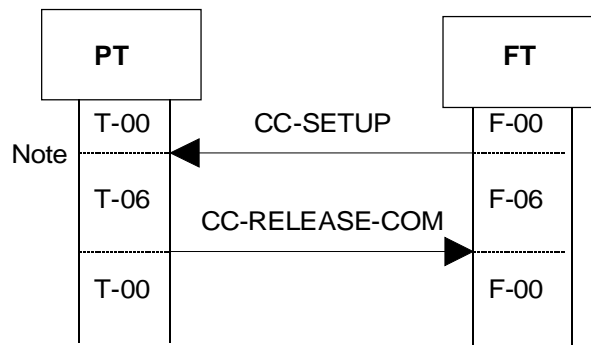 PT
FT
T-00
CC-SETUP
F-00
Note
T-06
F-06
CC-RELEASE-COM
T-00
F-00